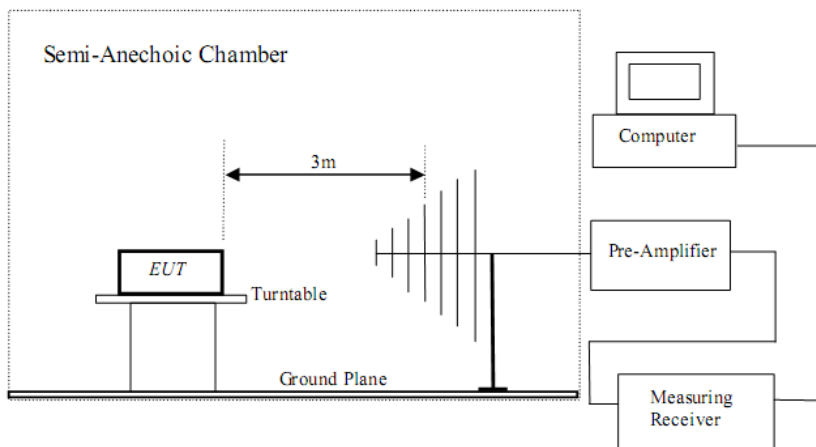 Semi-Anechoic Chamber
3m
EUT
Turntable
Ground Plane
Computer
Pre-Amplifier
Measuring
Receiver